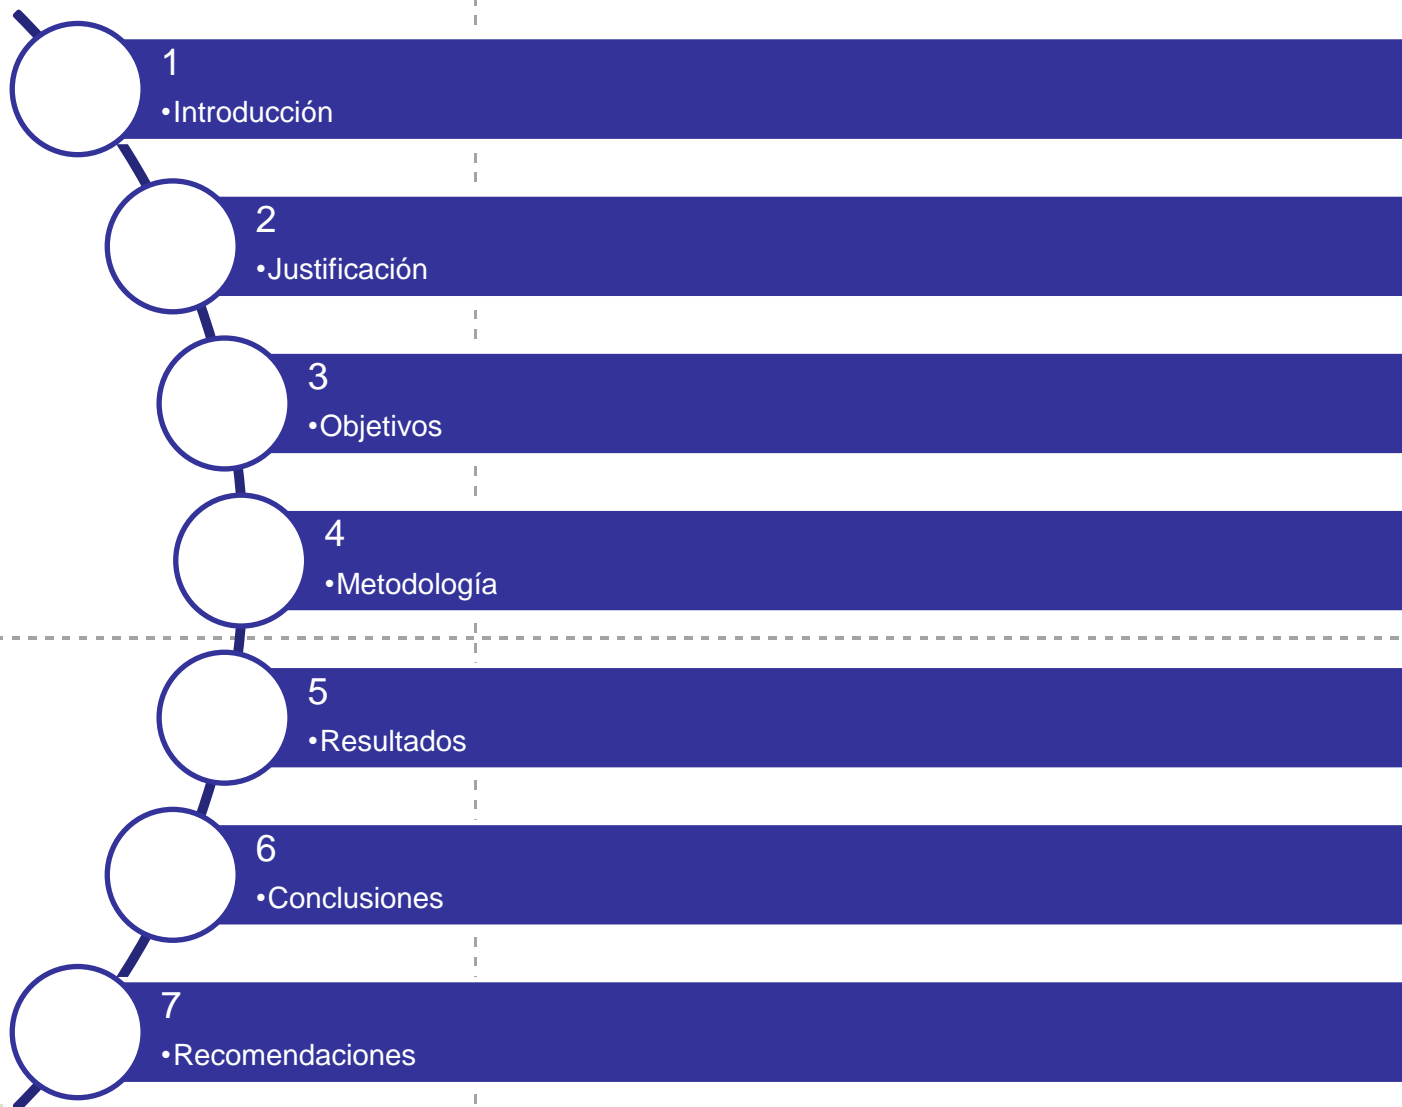 1
•Introducción
2
•Justificación
3
•Objetivos
4
•Metodología
5
•Resultados
6
•Conclusiones
7
•Recomendaciones